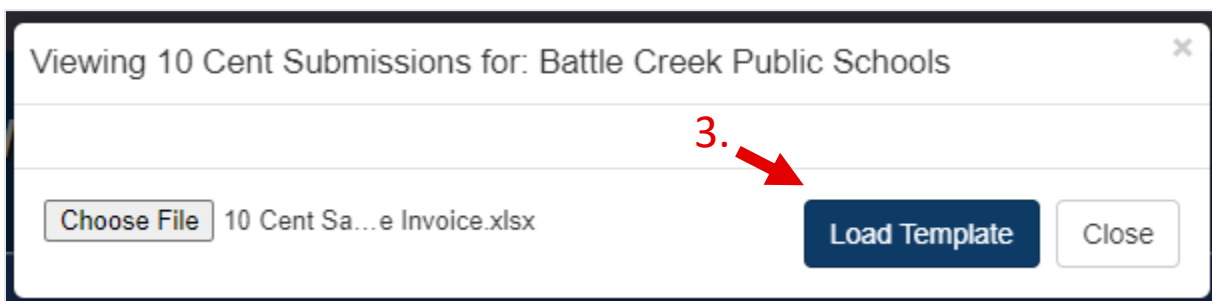 Viewing 10 Cent Submissions for: Battle Creek Public Schools ×
3.
Choose File 10 Cent Sa...e Invoice.xlsx Load Template Close